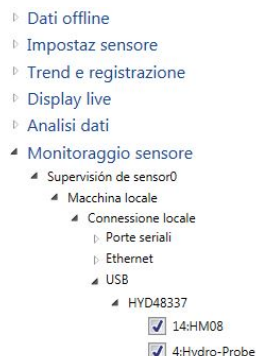 Dati offline
Impostaz sensore
Trend e registrazione
Display live
Analisi dati
Monitoraggio sensore
Supervisión de sensor0
Macchina locale
Connessione locale
Porte seriali
Ethernet
USB
HYD48337
14:HM08
4:Hydro-Probe